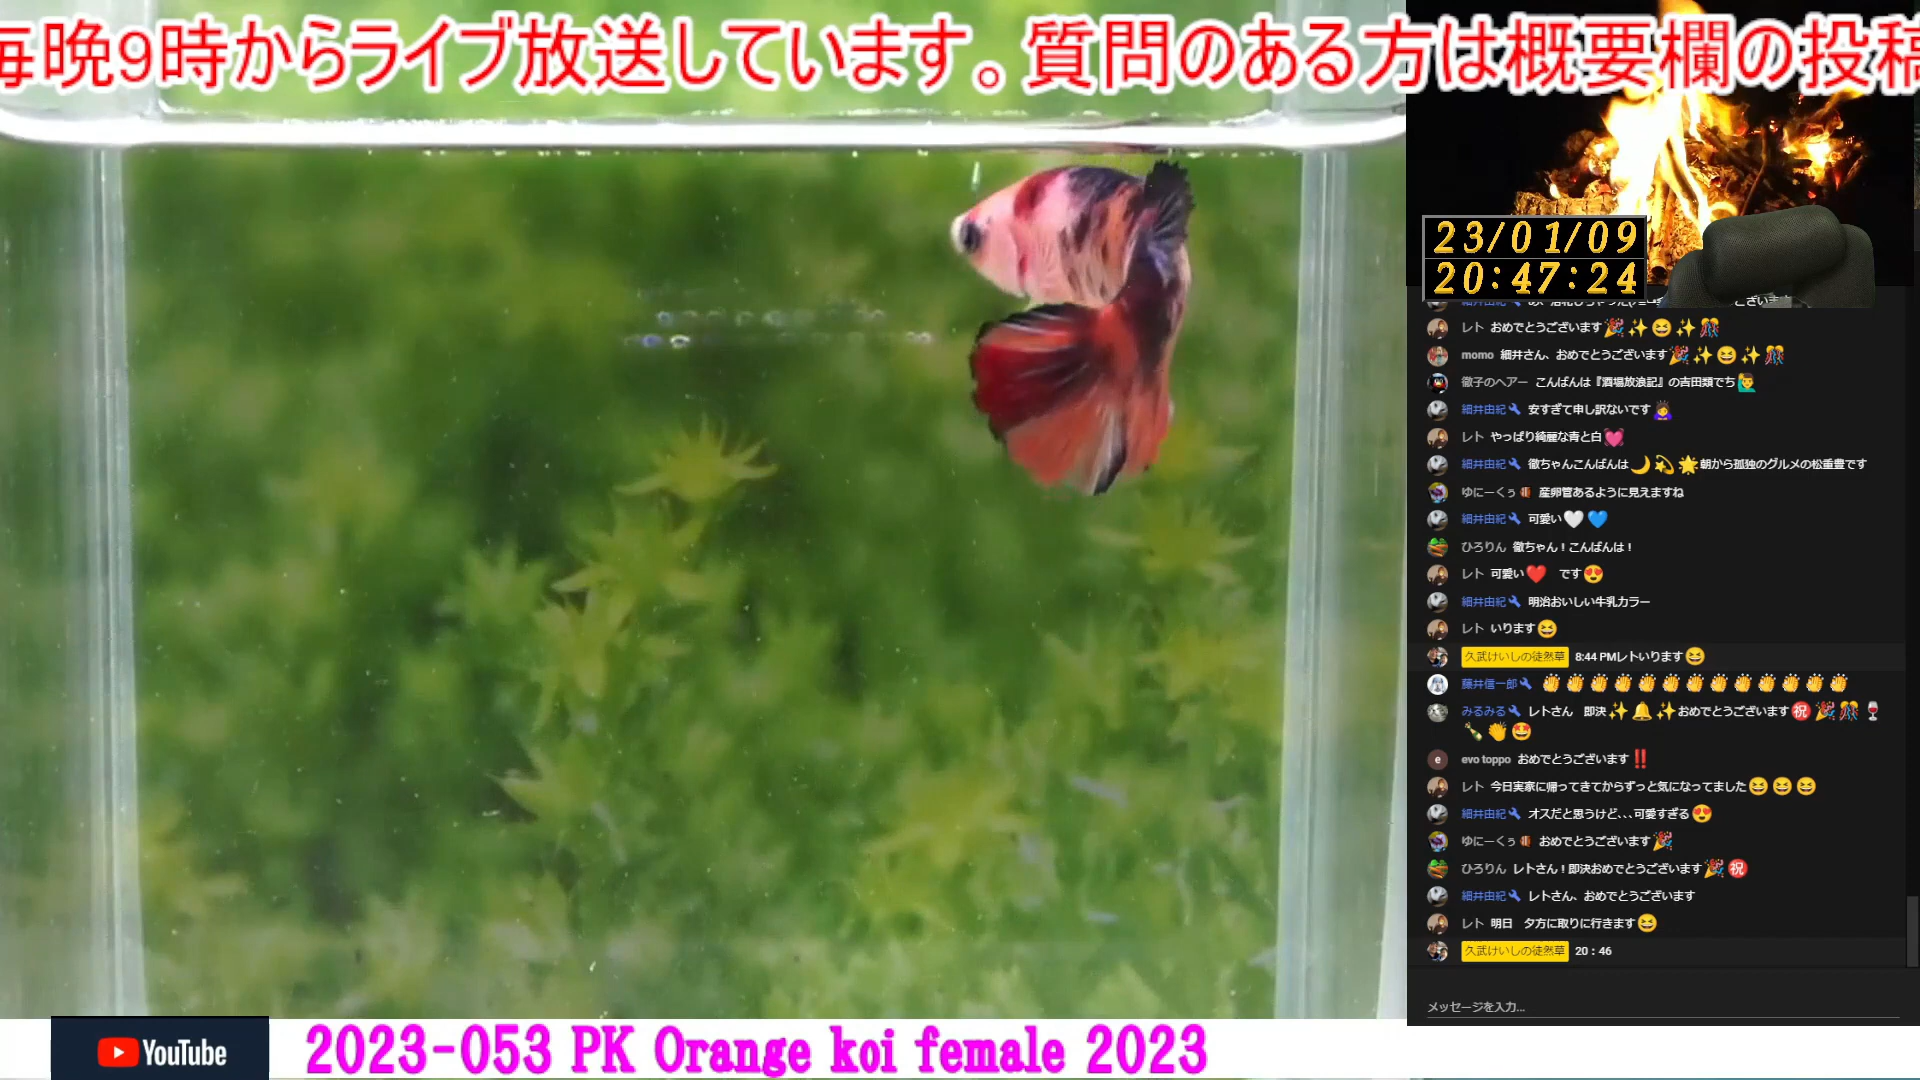 毎晩9時からライブ放送しています。質問のある方は概要欄の投稿
23/01/09
20:47:24
レト おめでとうございます🎉✨😆✨🎊
momo 細井さん、おめでとうございます🎉✨😆✨🎊
徹子のヘアー こんばんは『酒場放浪記』の吉田類でち🙋‍♂️
細井由紀 安すぎて申し訳ないです🙇‍♀️
レト やっぱり綺麗な青と白💓
細井由紀 徹ちゃんこんばんは🌙💫🌟朝から孤独のグルメの松重豊です
ゆにーくぅ 産卵管あるように見えますね
細井由紀 可愛い🤍💙
ひろりん 徹ちゃん！こんばんは！
レト 可愛い❤️ です😍
細井由紀 明治おいしい牛乳カラー
レト いります😆
久武けいしの徒然草 8:44 PMレトいります😆
藤井信一郎 👏👏👏👏👏👏👏👏👏👏👏👏👏
みるみる レトさん 即決✨🔔✨おめでとうございます㊗️🎉🎊🍷
🍾👏🤩
e evo toppo おめでとうございます‼️
レト 今日実家に帰ってきてからずっと気になってました😆😆😆
細井由紀 オスだと思うけど､､､可愛すぎる😍
ゆにーくぅ おめでとうございます🎉
ひろりん レトさん！即決おめでとうございます🎉㊗️
細井由紀 レトさん、おめでとうございます
レト 明日 夕方に取りに行きます😆
久武けいしの徒然草 20：46
メッセージを入力...
YouTube
2023-053 PK Orange koi female 2023